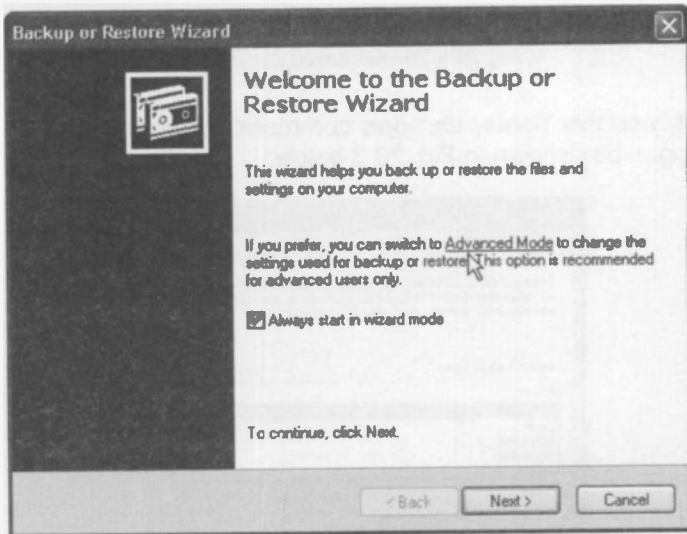 Backup or Restore Wizard
Welcome to the Backup or
Restore Wizard
This wizard helps you back up or restore the files and
settings on your computer.
If you prefer, you can switch to Advanced Mode to change the
settings used for backup or restore. This option is recommended
for advanced users only.
Always start in wizard mode
To continue, click Next.
< Back
Next >
Cancel